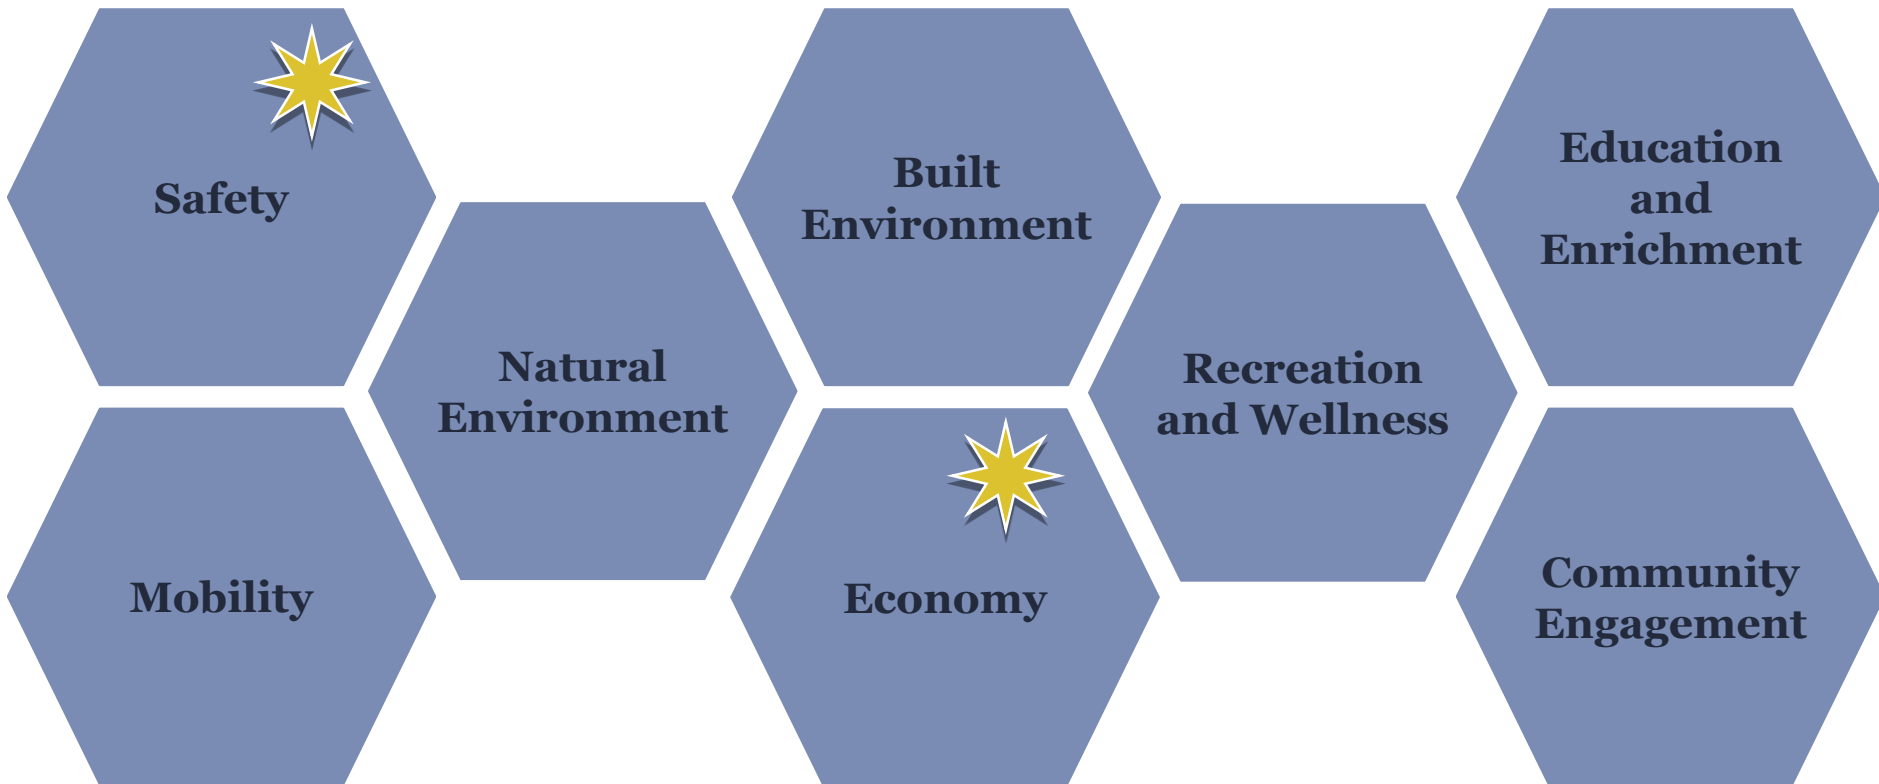 Safety
Mobility
Natural
Environment
Built
Environment
Economy
Recreation
and Wellness
Education
and
Enrichment
Community
Engagement